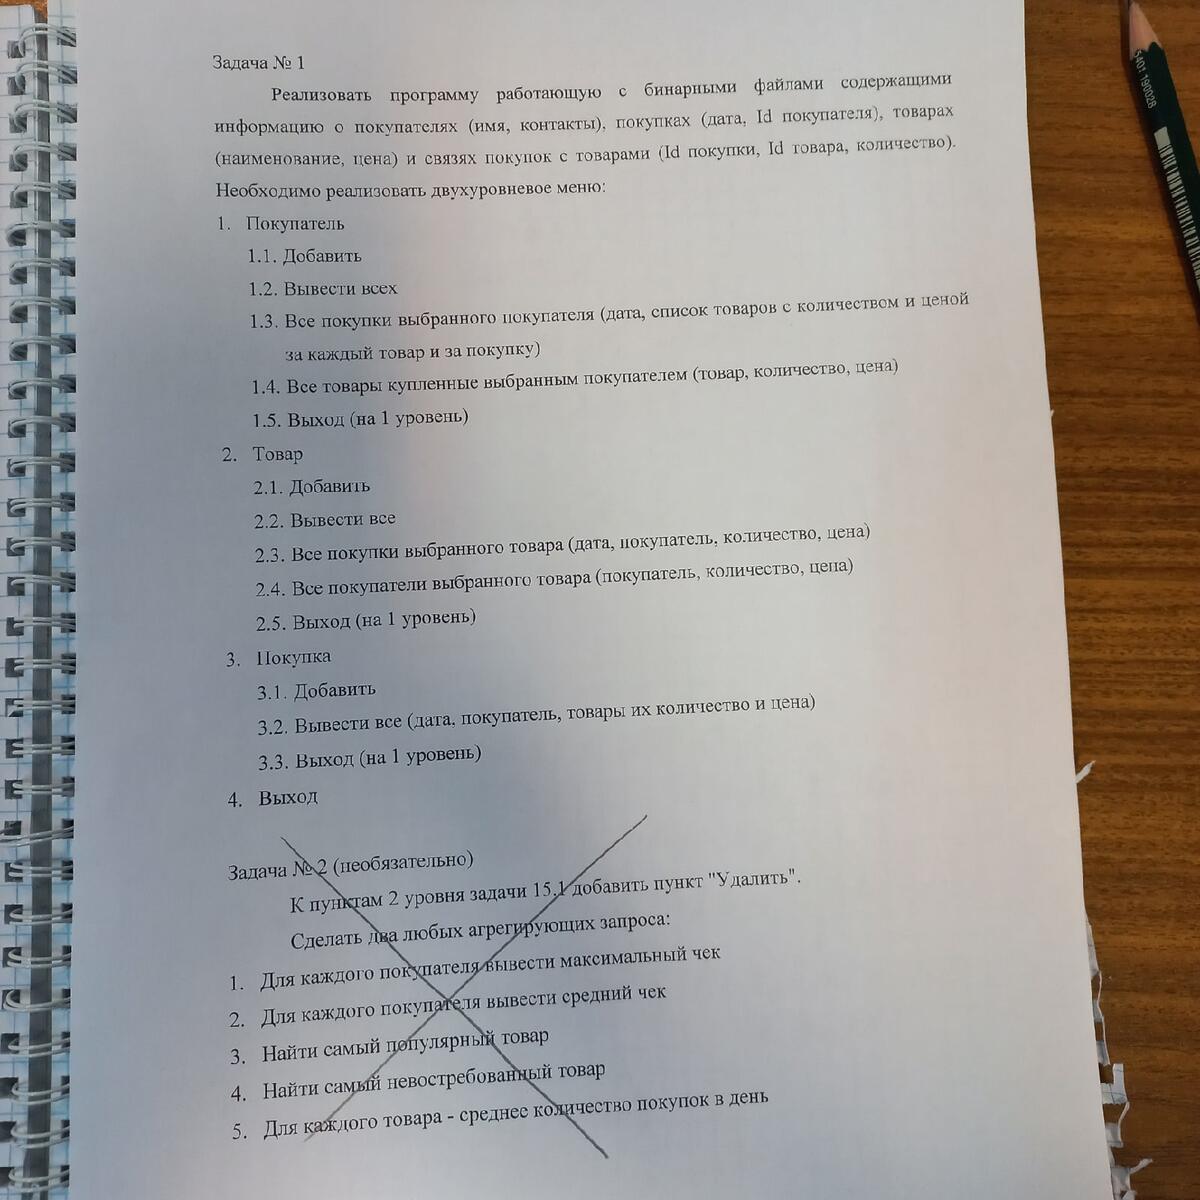 Задача № 1
Реализовать программу работающую с бинарными файлами содержащими
информацию о покупателях (имя, контакты), покупках (дата, Id покупателя), товарах
(наименование, цена) и связях покупок с товарами (Id покупки, Id товара, количество).
Необходимо реализовать двухуровневое меню:
1. Покупатель
1.1. Добавить
1.2. Вывести всех
1.3. Все покупки выбранного покупателя (дата, список товаров с количеством и ценой
за каждый товар и за покупку)
1.4. Все товары купленные выбранным покупателем (товар, количество, цена)
1.5. Выход (на 1 уровень)
2. Товар
2.1. Добавить
2.2. Вывести все
2.3. Все покупки выбранного товара (дата, покупатель, количество, цена)
2.4. Все покупатели выбранного товара (покупатель, количество, цена)
2.5. Выход (на 1 уровень)
3. Покупка
3.1. Добавить
3.2. Вывести все (дата, покупатель, товары их количество и цена)
3.3. Выход (на 1 уровень)
4. Выход
Задача № 2 (необязательно)
К пунктам 2 уровня задачи 15.1 добавить пункт "Удалить".
Сделать два любых агрегирующих запроса:
1. Для каждого покупателя вывести максимальный чек
2. Для каждого покупателя вывести средний чек
3. Найти самый популярный товар
4. Найти самый невостребованный товар
5. Для каждого товара - среднее количество покупок в день
5401 190028